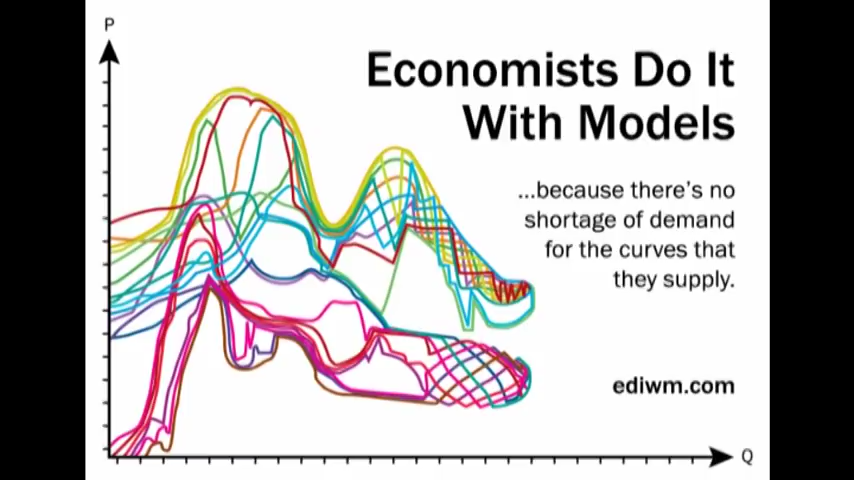 P
Economists Do It
With Models
...because there's no
shortage of demand
for the curves that
they supply.
ediwm.com
Q